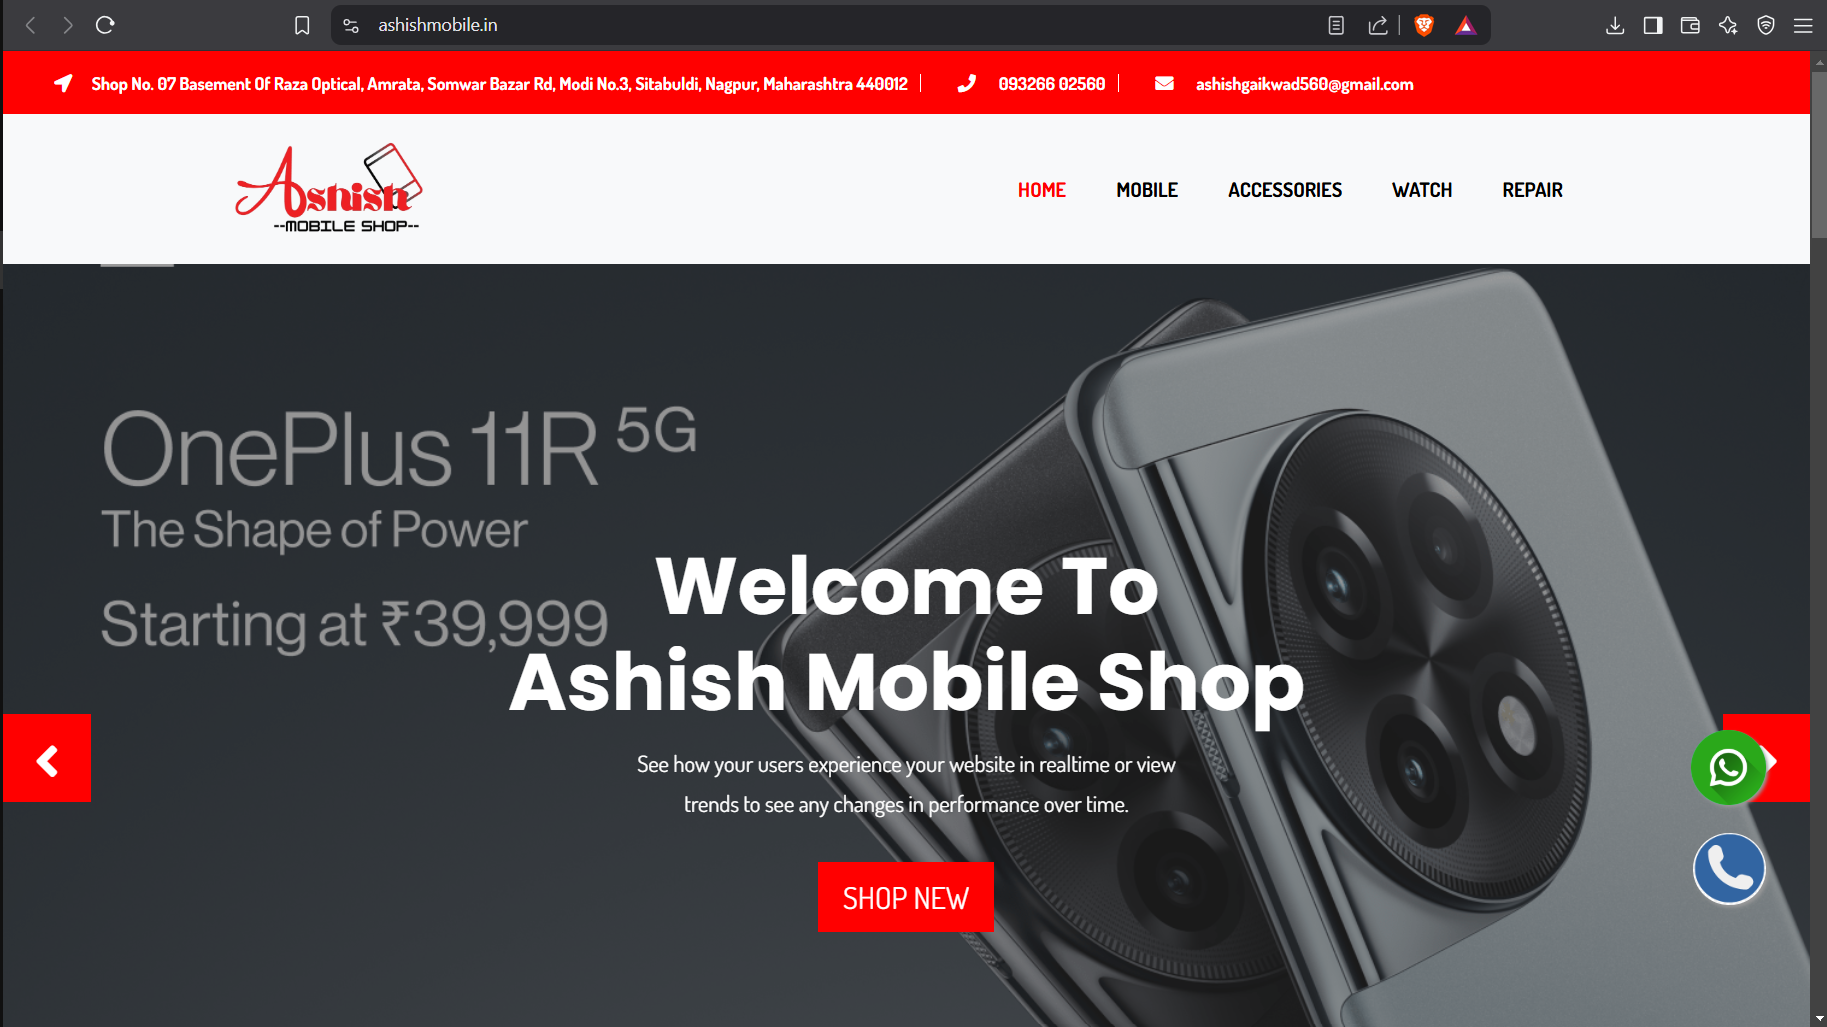 ashishmobile.in
Shop No. 07 Basement Of Raza Optical, Amrata, Somwar Bazar Rd, Modi No.3, Sitabuldi, Nagpur, Maharashtra 440012
093266 02560
ashishgaikwad560@gmail.com
Ashish
--MOBILE SHOP--
HOME
MOBILE
ACCESSORIES
WATCH
REPAIR
OnePlus 11R 5G
The Shape of Power
Starting at ₹39,999
Welcome To
Ashish Mobile Shop
See how your users experience your website in realtime or view
trends to see any changes in performance over time.
SHOP NEW